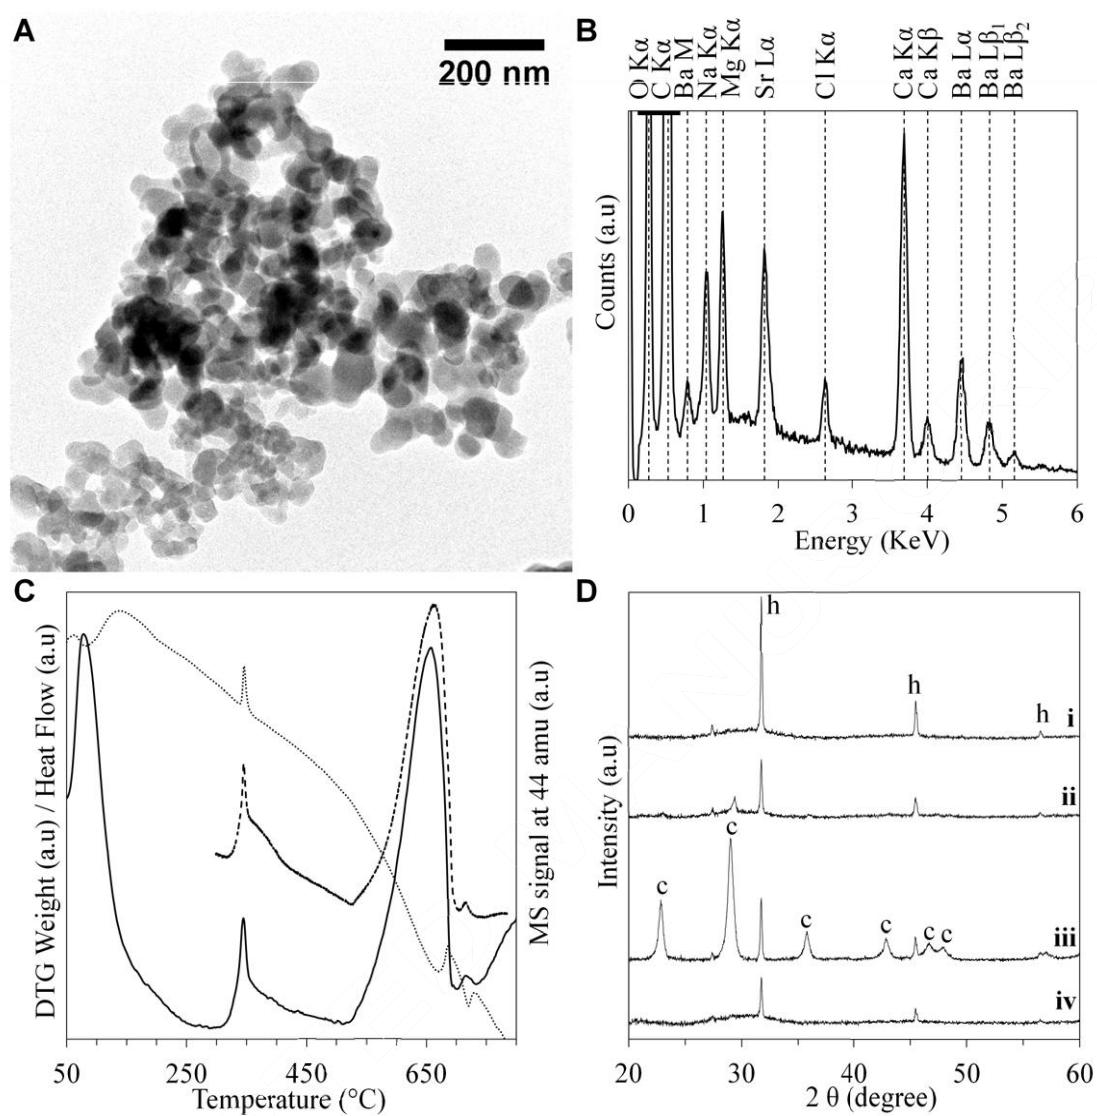 A
200 nm
B
O Kα
C Kα
Ba M
Na Kα
Mg Kα
Sr Lα
Cl Kα
Ca Kα
Ca Kβ
Ba Lα
Ba Lβ1
Ba Lβ2
Counts (a.u)
0 1 2 3 4 5 6
Energy (KeV)
C
DTG Weight (a.u) / Heat Flow (a.u)
MS signal at 44 amu (a.u)
50 250 450 650
Temperature (°C)
D
Intensity (a.u)
h
h
h
i
ii
c
c
c
c
c
c
iii
iv
20 30 40 50 60
2 θ (degree)